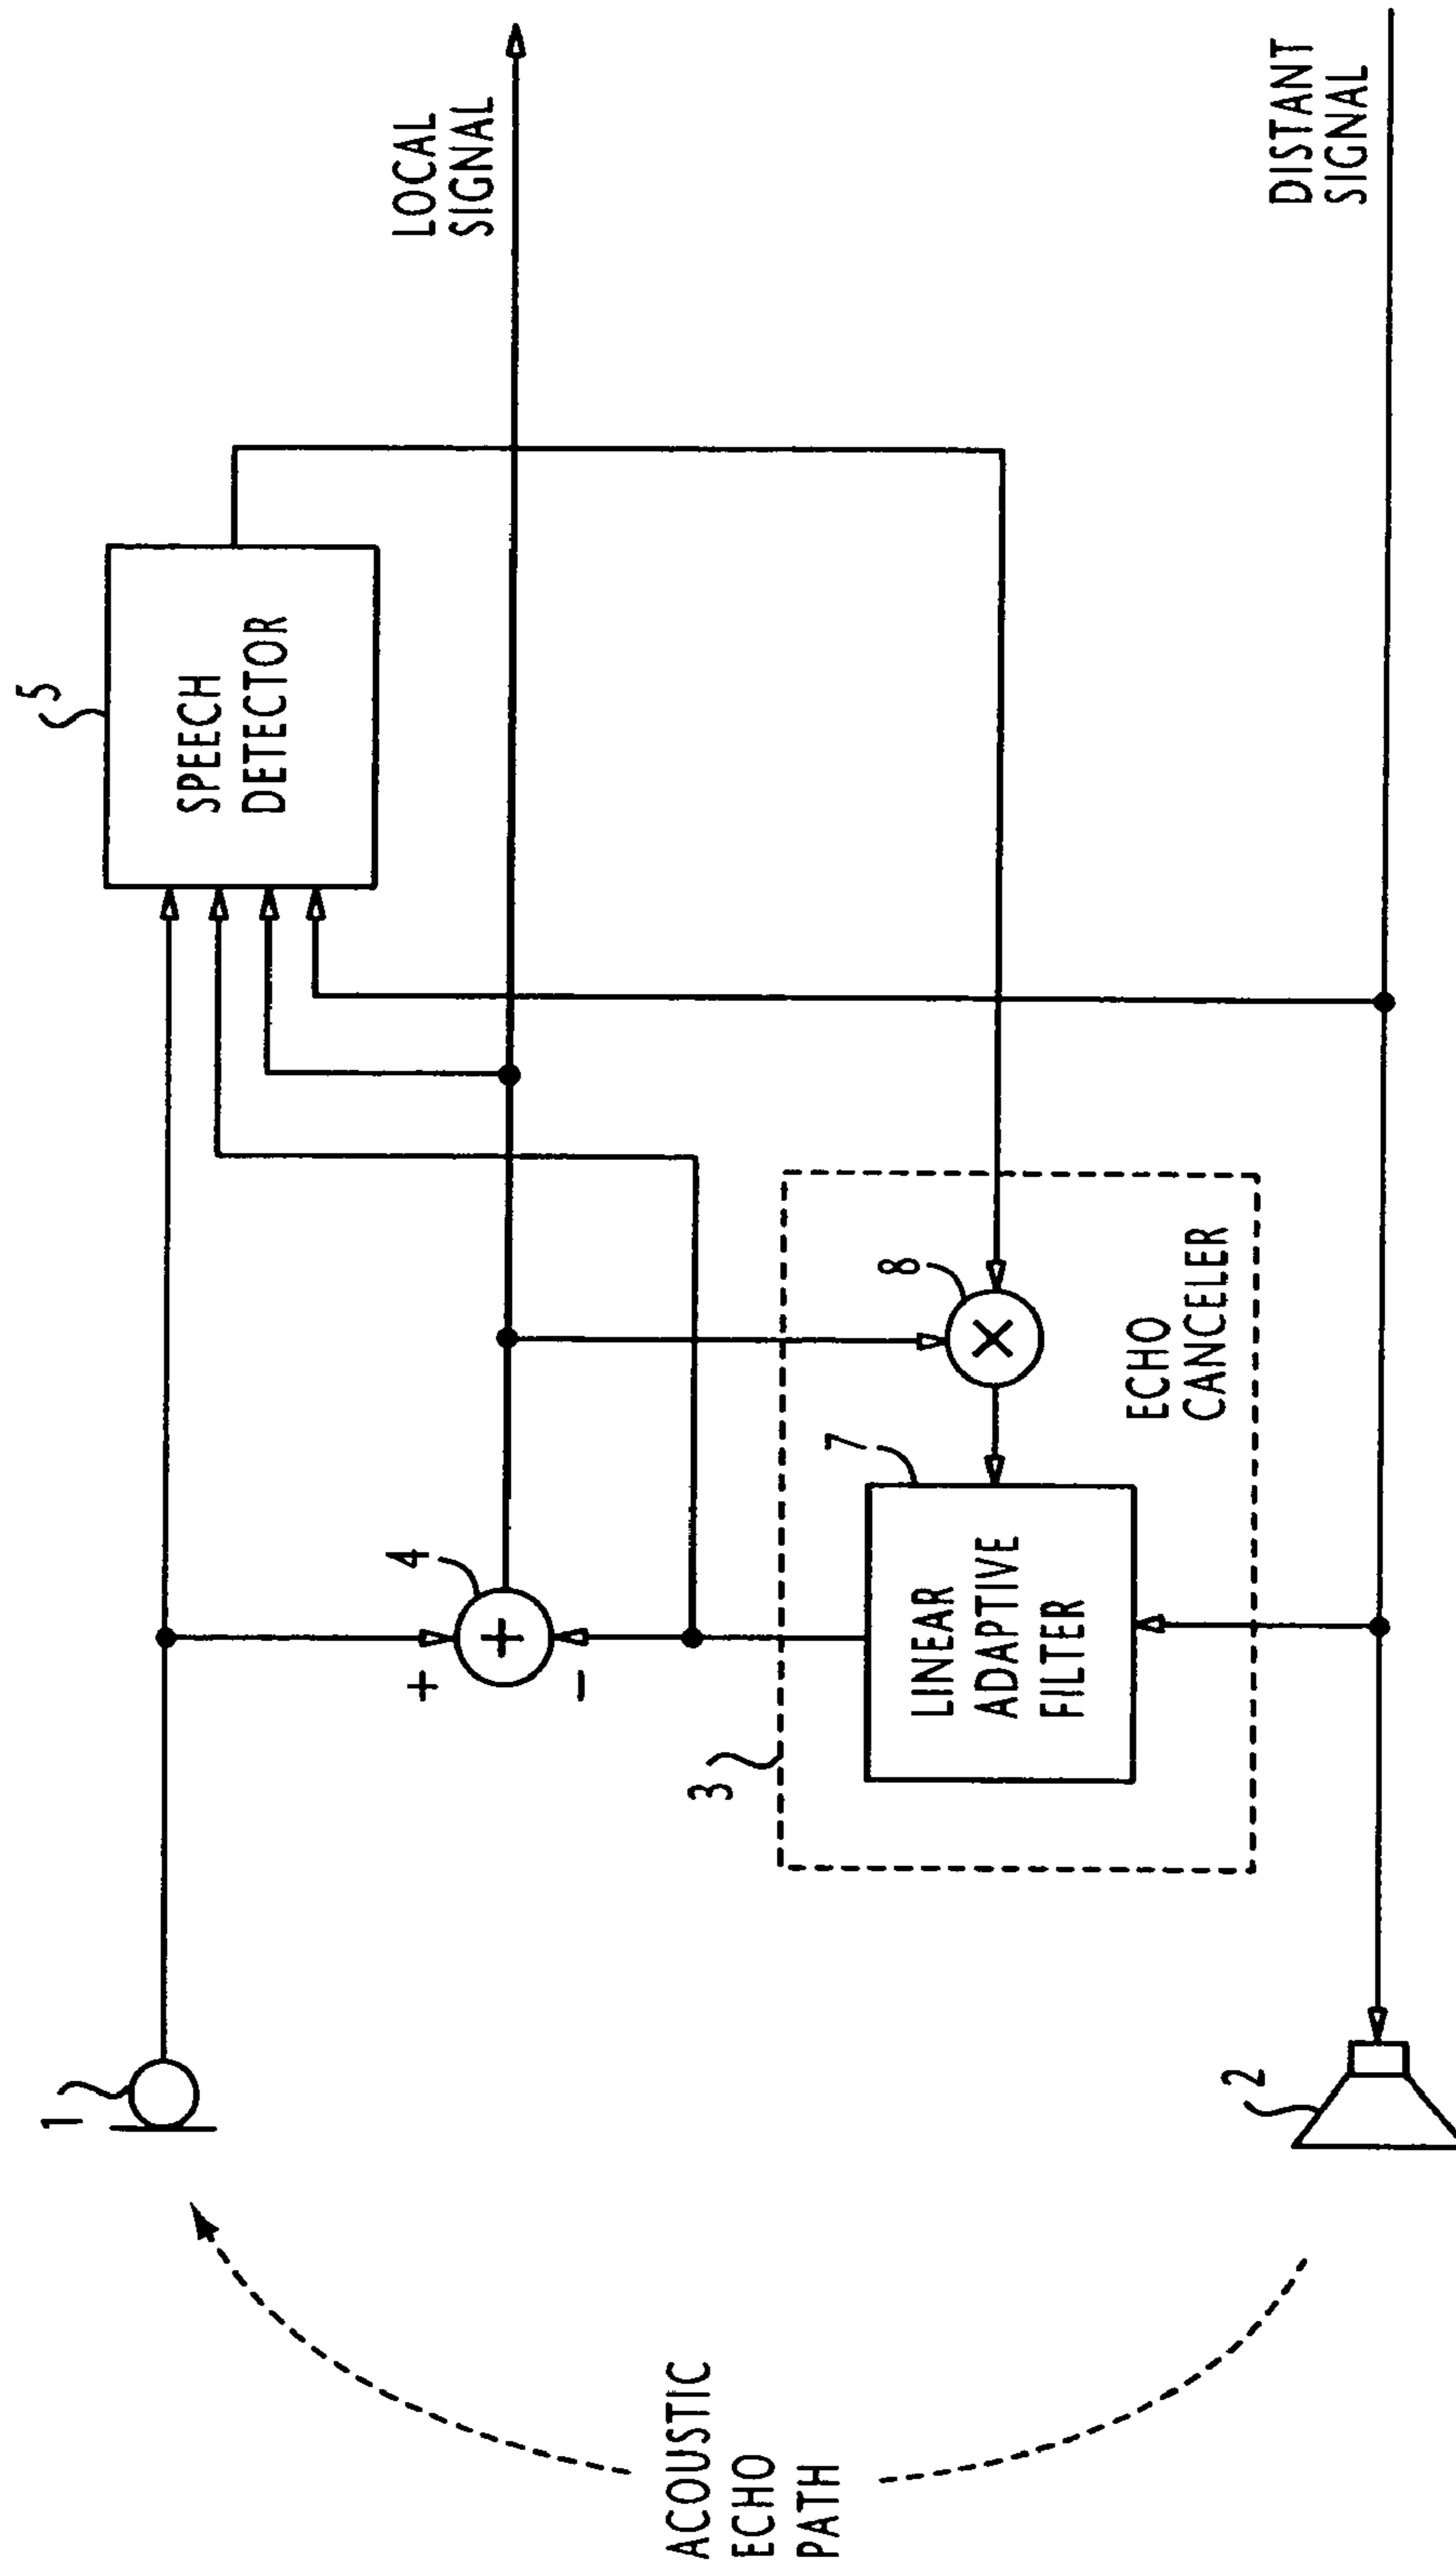 1
5
SPEECH
DETECTOR
LOCAL
SIGNAL
4
+
+
−
ACOUSTIC
ECHO
PATH
3
7
8
×
LINEAR
ADAPTIVE
FILTER
ECHO
CANCELER
2
DISTANT
SIGNAL